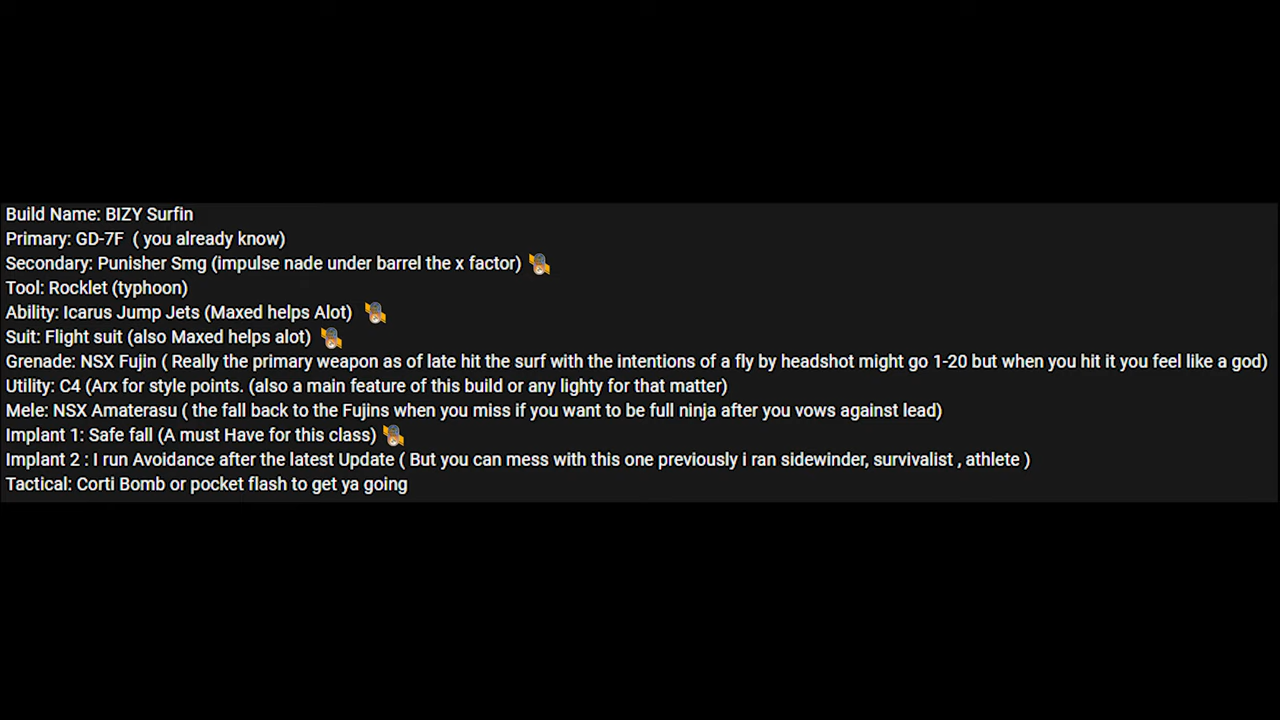 Build Name: BIZY Surfin
Primary: GD-7F  ( you already know)
Secondary: Punisher Smg (impulse nade under barrel the x factor)
Tool: Rocklet (typhoon)
Ability: Icarus Jump Jets (Maxed helps Alot)
Suit: Flight suit (also Maxed helps alot)
Grenade: NSX Fujin ( Really the primary weapon as of late hit the surf with the intentions of a fly by headshot might go 1-20 but when you hit it you feel like a god)
Utility: C4 (Arx for style points. (also a main feature of this build or any lighty for that matter)
Mele: NSX Amaterasu ( the fall back to the Fujins when you miss if you want to be full ninja after you vows against lead)
Implant 1: Safe fall (A must Have for this class)
Implant 2 : I run Avoidance after the latest Update ( But you can mess with this one previously i ran sidewinder, survivalist , athlete )
Tactical: Corti Bomb or pocket flash to get ya going